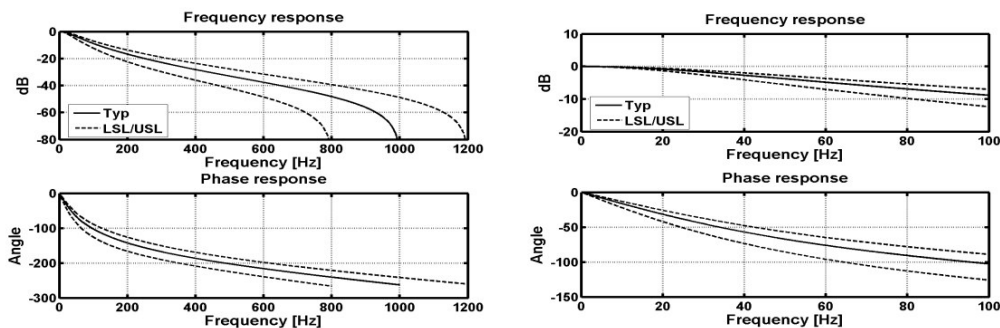 Frequency response
0
-20
-40
-60
-80
dB
Typ
LSL/USL
0 200 400 600 800 1000 1200
Frequency [Hz]
Phase response
0
-100
-200
-300
Angle
0 200 400 600 800 1000 1200
Frequency [Hz]
Frequency response
10
0
-10
-20
dB
Typ
LSL/USL
0 20 40 60 80 100
Frequency [Hz]
Phase response
0
-50
-100
-150
Angle
0 20 40 60 80 100
Frequency [Hz]